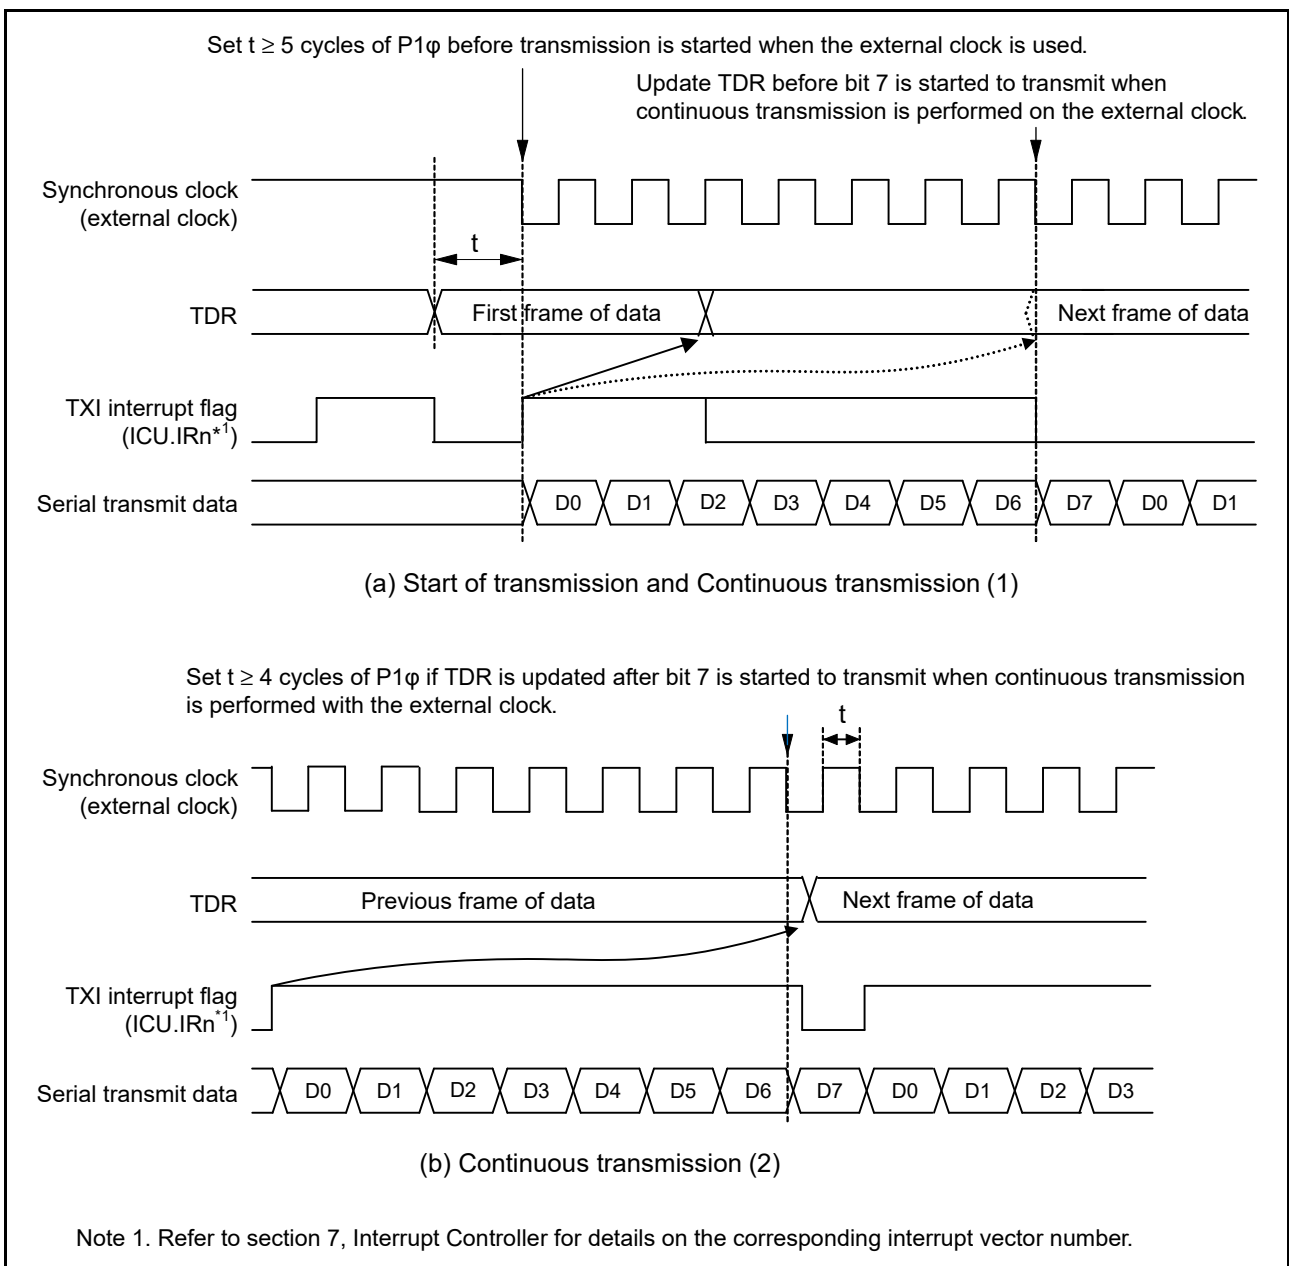 Set t ≥ 5 cycles of P1φ before transmission is started when the external clock is used.
Update TDR before bit 7 is started to transmit when
continuous transmission is performed on the external clock.
Synchronous clock
(external clock)
t
TDR
First frame of data
Next frame of data
TXI interrupt flag
(ICU.IRn*1)
Serial transmit data
D0 D1 D2 D3 D4 D5 D6 D7 D0 D1
(a) Start of transmission and Continuous transmission (1)
Set t ≥ 4 cycles of P1φ if TDR is updated after bit 7 is started to transmit when continuous transmission
is performed with the external clock.
t
Synchronous clock
(external clock)
TDR
Previous frame of data
Next frame of data
TXI interrupt flag
(ICU.IRn*1)
Serial transmit data
D0 D1 D2 D3 D4 D5 D6 D7 D0 D1 D2 D3
(b) Continuous transmission (2)
Note 1. Refer to section 7, Interrupt Controller for details on the corresponding interrupt vector number.